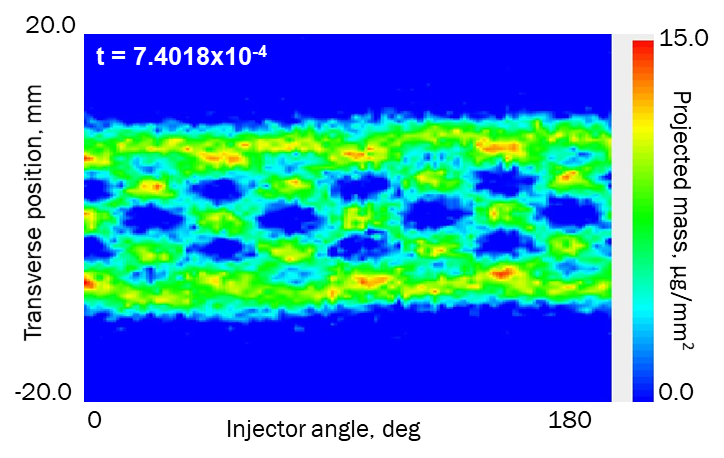 20.0
t = 7.4018x10-4
15.0
Transverse position, mm
Projected mass, µg/mm2
-20.0
0.0
0
Injector angle, deg
180